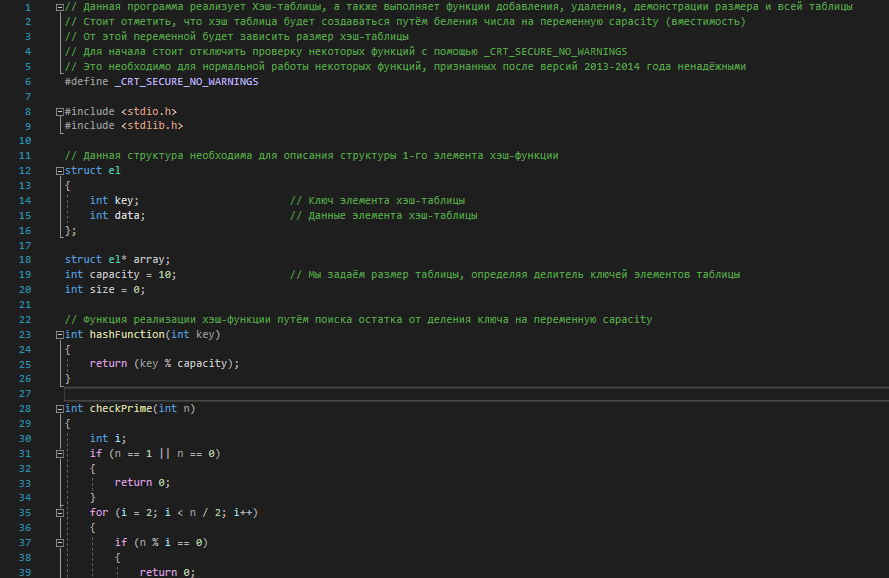 1 // Данная программа реализует Хэш-таблицы, а также выполняет функции добавления, удаления, демонстрации размера и всей таблицы
2 // Стоит отметить, что хэш таблица будет создаваться путём беления числа на переменную capacity (вместимость)
3 // От этой переменной будет зависить размер хэш-таблицы
4 // Для начала стоит отключить проверку некоторых функций с помощью _CRT_SECURE_NO_WARNINGS
5 // Это необходимо для нормальной работы некоторых функций, признанных после версий 2013-2014 года ненадёжными
6 #define _CRT_SECURE_NO_WARNINGS
7
8 #include <stdio.h>
9 #include <stdlib.h>
10
11 // Данная структура необходима для описания структуры 1-го элемента хэш-функции
12 struct el
13 {
14 int key; // Ключ элемента хэш-таблицы
15 int data; // Данные элемента хэш-таблицы
16 };
17
18 struct el* array;
19 int capacity = 10; // Мы задаём размер таблицы, определяя делитель ключей элементов таблицы
20 int size = 0;
21
22 // Функция реализации хэш-функции путём поиска остатка от деления ключа на переменную capacity
23 int hashFunction(int key)
24 {
25 return (key % capacity);
26 }
27
28 int checkPrime(int n)
29 {
30 int i;
31 if (n == 1 || n == 0)
32 {
33 return 0;
34 }
35 for (i = 2; i < n / 2; i++)
36 {
37 if (n % i == 0)
38 {
39 return 0;